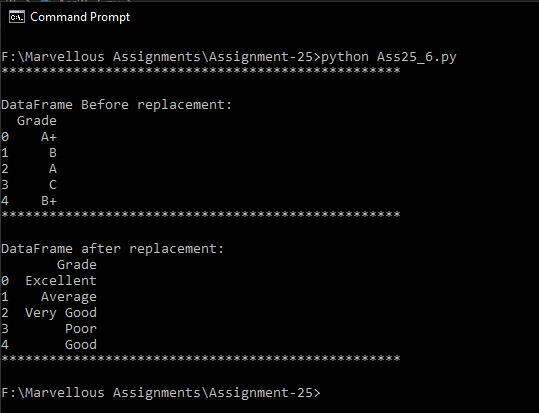 Command Prompt
F:\Marvellous Assignments\Assignment-25>python Ass25_6.py
**************************************************
DataFrame Before replacement:
  Grade
0    A+
1     B
2     A
3     C
4    B+
**************************************************
DataFrame after replacement:
       Grade
0  Excellent
1    Average
2  Very Good
3       Poor
4       Good
**************************************************
F:\Marvellous Assignments\Assignment-25>